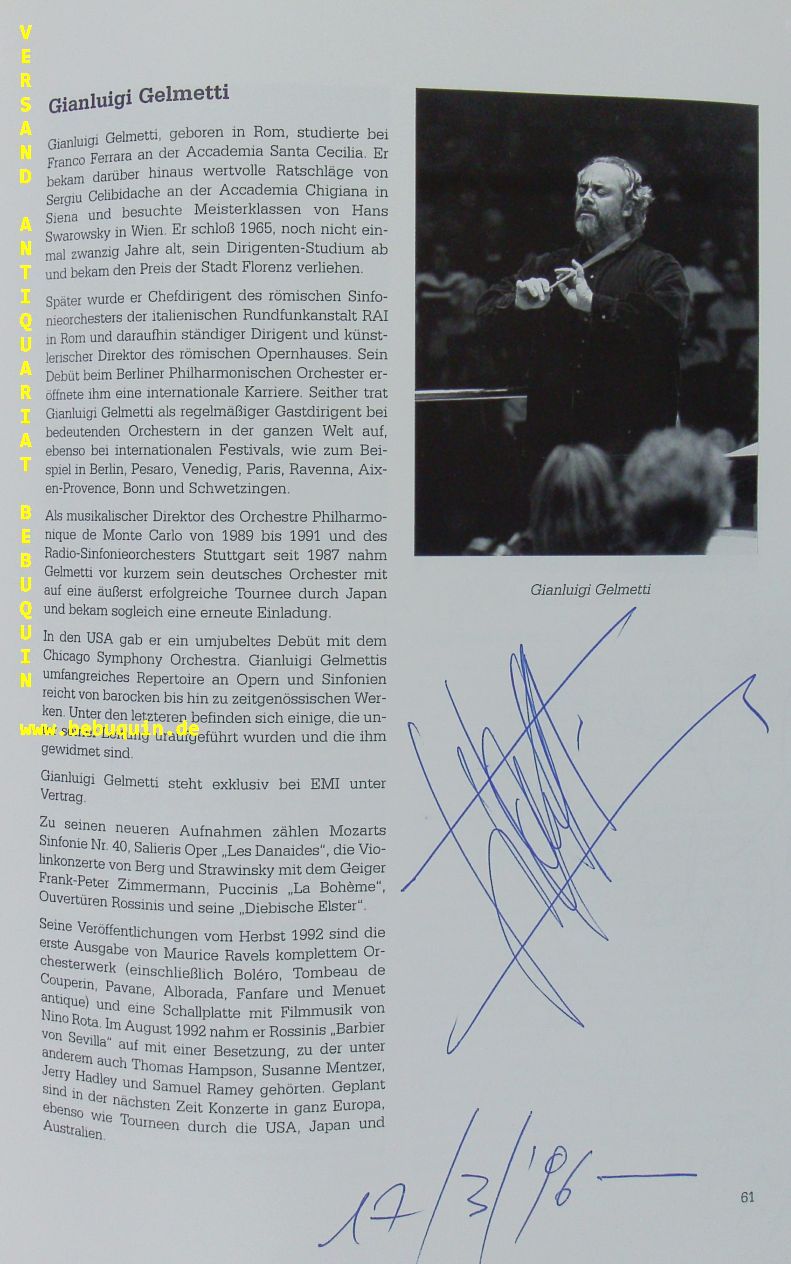 VERSAND ANTIQUARIAT BEBUQUIN
www.bebuquin.de
Gianluigi Gelmetti
Gianluigi Gelmetti, geboren in Rom, studierte bei
Franco Ferrara an der Accademia Santa Cecilia. Er
bekam darüber hinaus wertvolle Ratschläge von
Sergiu Celibidache an der Accademia Chigiana in
Siena und besuchte Meisterklassen von Hans
Swarowsky in Wien. Er schloß 1965, noch nicht ein-
mal zwanzig Jahre alt, sein Dirigenten-Studium ab
und bekam den Preis der Stadt Florenz verliehen.
Später wurde er Chefdirigent des römischen Sinfo-
nieorchesters der italienischen Rundfunkanstalt RAI
in Rom und daraufhin ständiger Dirigent und künst-
lerischer Direktor des römischen Opernhauses. Sein
Debüt beim Berliner Philharmonischen Orchester er-
öffnete ihm eine internationale Karriere. Seither trat
Gianluigi Gelmetti als regelmäßiger Gastdirigent bei
bedeutenden Orchestern in der ganzen Welt auf,
ebenso bei internationalen Festivals, wie zum Bei-
spiel in Berlin, Pesaro, Venedig, Paris, Ravenna, Aix-
en-Provence, Bonn und Schwetzingen.
Als musikalischer Direktor des Orchestre Philharmo-
nique de Monte Carlo von 1989 bis 1991 und des
Radio-Sinfonieorchesters Stuttgart seit 1987 nahm
Gelmetti vor kurzem sein deutsches Orchester mit
auf eine äußerst erfolgreiche Tournee durch Japan
und bekam sogleich eine erneute Einladung.
In den USA gab er ein umjubeltes Debüt mit dem
Chicago Symphony Orchestra. Gianluigi Gelmettis
umfangreiches Repertoire an Opern und Sinfonien
reicht von barocken bis hin zu zeitgenössischen Wer-
ken. Unter den letzteren befinden sich einige, die un-
ter seiner Leitung uraufgeführt wurden und die ihm
gewidmet sind.
Gianluigi Gelmetti steht exklusiv bei EMI unter
Vertrag.
Zu seinen neueren Aufnahmen zählen Mozarts
Sinfonie Nr. 40, Salieris Oper „Les Danaides“, die Vio-
linkonzerte von Berg und Strawinsky mit dem Geiger
Frank-Peter Zimmermann, Puccinis „La Bohème“,
Ouvertüren Rossinis und seine „Diebische Elster“.
Seine Veröffentlichungen vom Herbst 1992 sind die
erste Ausgabe von Maurice Ravels komplettem Or-
chesterwerk (einschließlich Boléro, Tombeau de
Couperin, Pavane, Alborada, Fanfare und Menuet
antique) und eine Schallplatte mit Filmmusik von
Nino Rota. Im August 1992 nahm er Rossinis „Barbier
von Sevilla“ auf mit einer Besetzung, zu der unter
anderem auch Thomas Hampson, Susanne Mentzer,
Jerry Hadley und Samuel Ramey gehörten. Geplant
sind in der nächsten Zeit Konzerte in ganz Europa,
ebenso wie Tourneen durch die USA, Japan und
Australien.
Gianluigi Gelmetti
17/3/'96
61